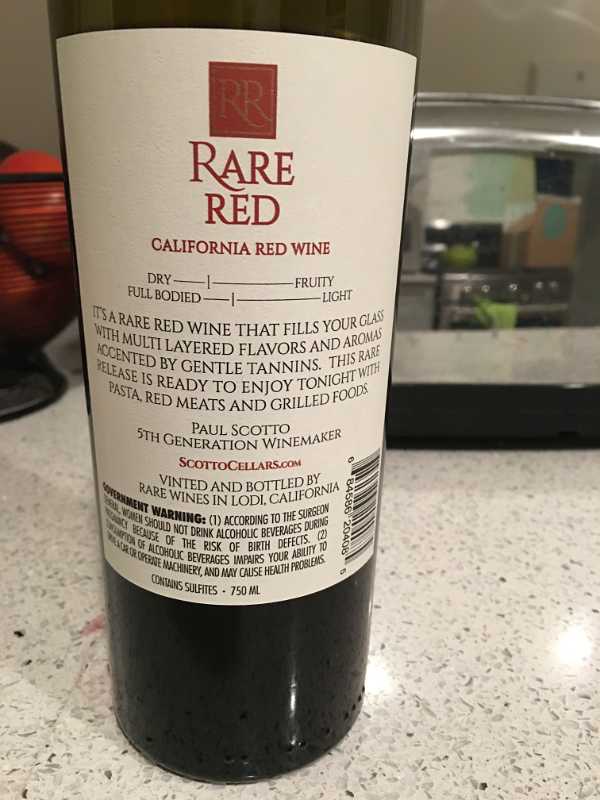 RR
RARE
RED
CALIFORNIA RED WINE
DRY FRUITY
FULL BODIED LIGHT
IT'S A RARE RED WINE THAT FILLS YOUR GLASS
WITH MULTI LAYERED FLAVORS AND AROMAS
ACCENTED BY GENTLE TANNINS. THIS RARE
RELEASE IS READY TO ENJOY TONIGHT WITH
PASTA, RED MEATS AND GRILLED FOODS.
PAUL SCOTTO
5TH GENERATION WINEMAKER
SCOTTOCELLARS.COM
VINTED AND BOTTLED BY
RARE WINES IN LODI, CALIFORNIA
GOVERNMENT WARNING: (1) ACCORDING TO THE SURGEON
GENERAL, WOMEN SHOULD NOT DRINK ALCOHOLIC BEVERAGES DURING
PREGNANCY BECAUSE OF THE RISK OF BIRTH DEFECTS. (2)
CONSUMPTION OF ALCOHOLIC BEVERAGES IMPAIRS YOUR ABILITY TO
DRIVE A CAR OR OPERATE MACHINERY, AND MAY CAUSE HEALTH PROBLEMS.
CONTAINS SULFITES • 750 ML